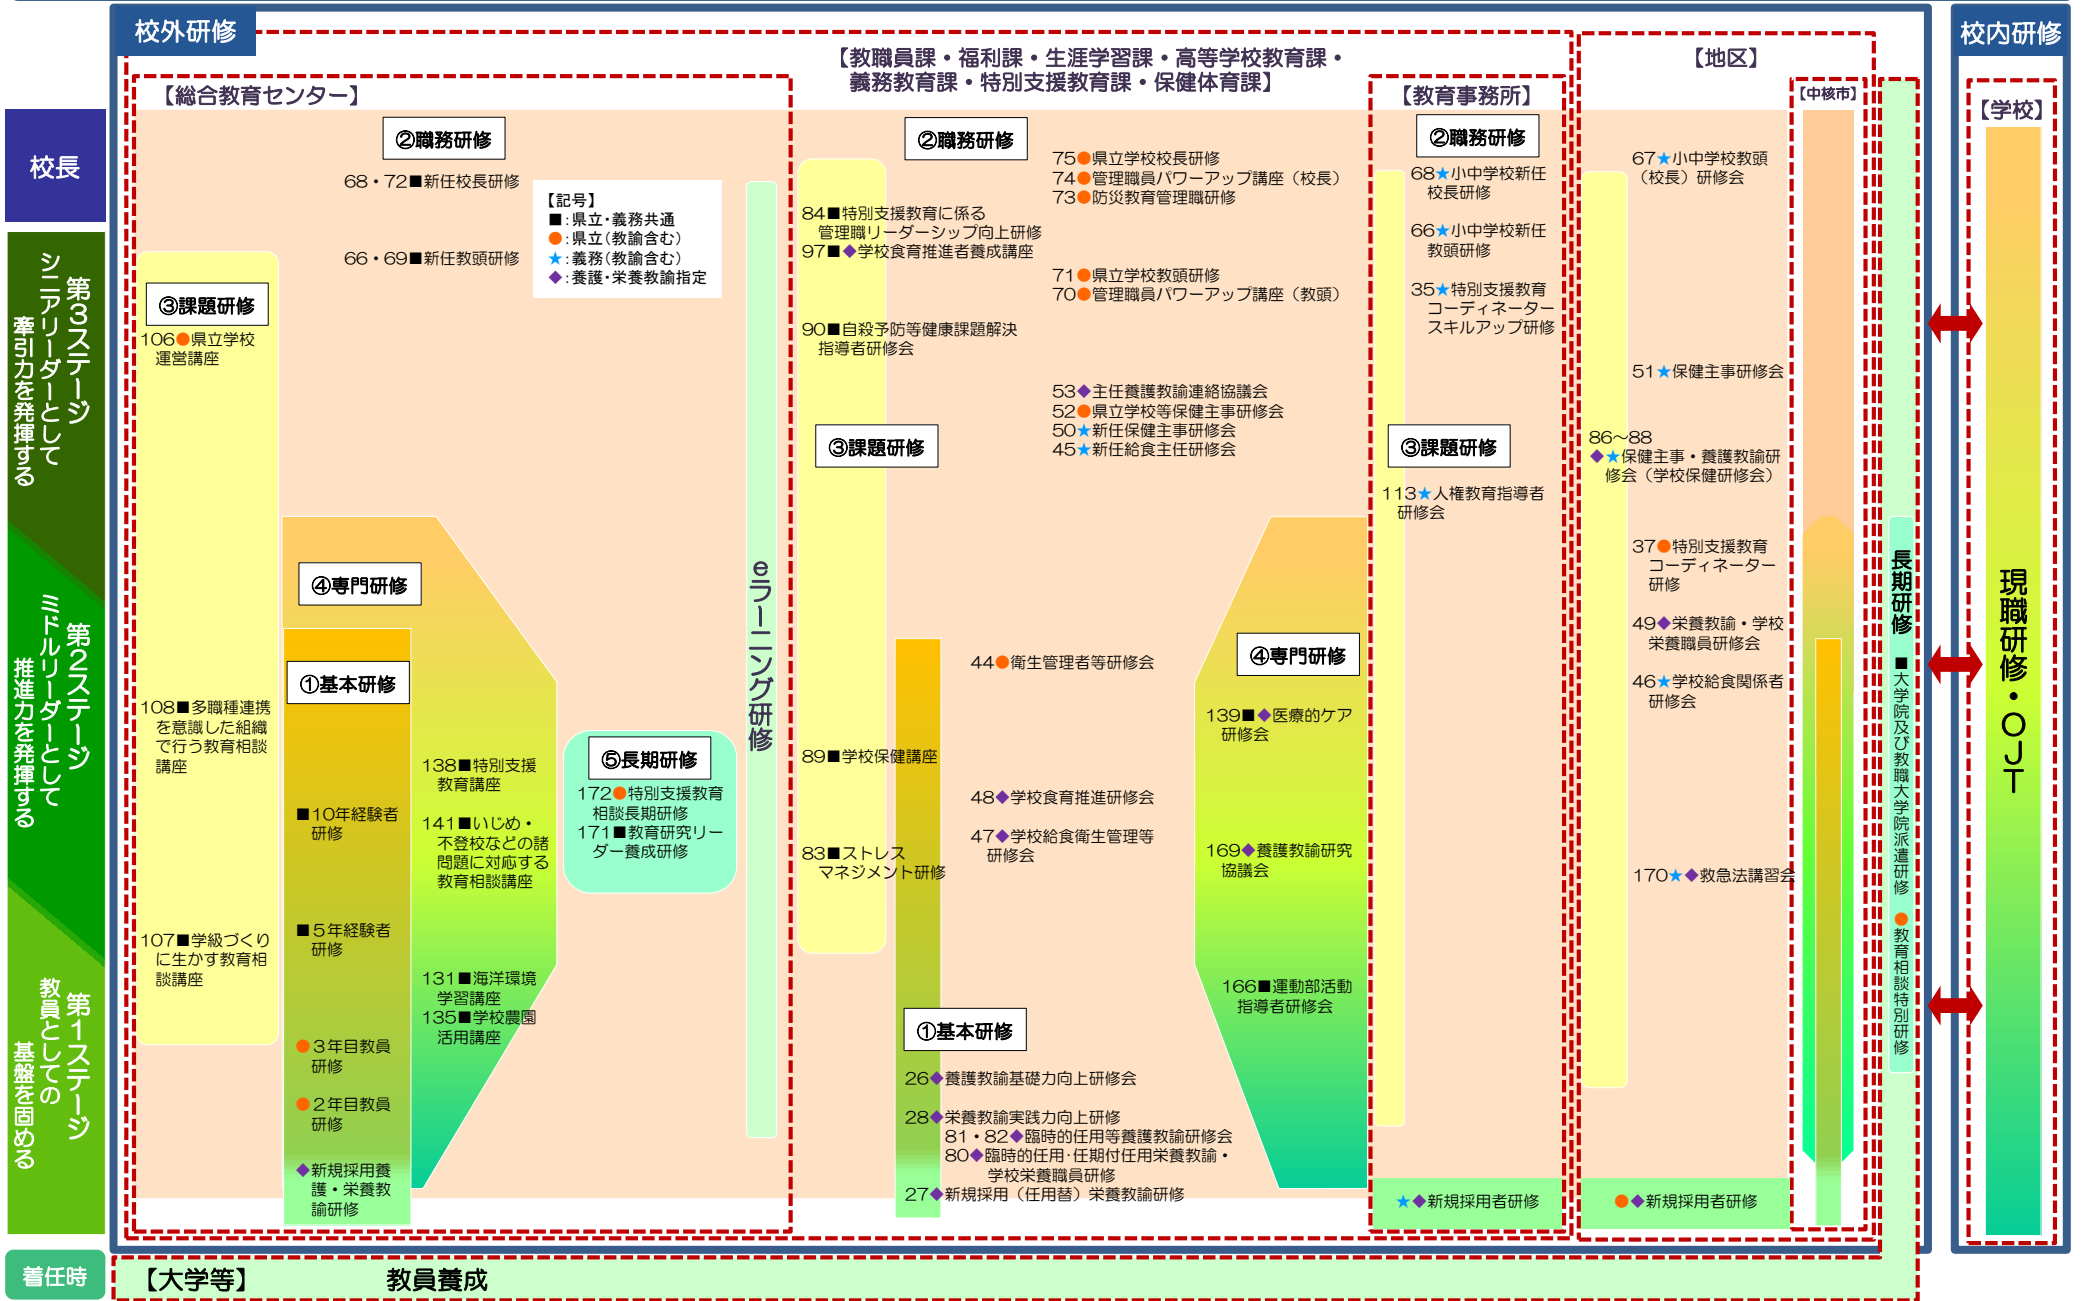 校外研修
校内研修
【教職員課・福利課・生涯学習課・高等学校教育課・
義務教育課・特別支援教育課・保健体育課】
【地区】
【総合教育センター】
【教育事務所】
【中核市】
【学校】
校長
第3ステージ
シニアリーダーとして
牽引力を発揮する
第2ステージ
ミドルリーダーとして
推進力を発揮する
第1ステージ
教員としての
基盤を固める
着任時
②職務研修
68・72■新任校長研修
66・69■新任教頭研修
【記号】
■:県立・義務共通
●:県立(教諭含む)
★:義務(教諭含む)
◆:養護・栄養教諭指定
③課題研修
106●県立学校
運営講座
108■多職種連携
を意識した組織
で行う教育相談
講座
107■学級づくり
に生かす教育相
談講座
④専門研修
①基本研修
■10年経験者
研修
■5年経験者
研修
●3年目教員
研修
●2年目教員
研修
◆新規採用養
護・栄養教
諭研修
138■特別支援
教育講座
141■いじめ・
不登校などの諸
問題に対応する
教育相談講座
131■海洋環境
学習講座
135■学校農園
活用講座
⑤長期研修
172●特別支援教育
相談長期研修
171■教育研究リー
ダー養成研修
eラーニング研修
②職務研修
75●県立学校校長研修
74●管理職員パワーアップ講座（校長）
73●防災教育管理職研修
84■特別支援教育に係る
管理職リーダーシップ向上研修
97■◆学校食育推進者養成講座
71●県立学校教頭研修
70●管理職員パワーアップ講座（教頭）
90■自殺予防等健康課題解決
指導者研修会
53◆主任養護教諭連絡協議会
52●県立学校等保健主事研修会
50★新任保健主事研修会
45★新任給食主任研修会
③課題研修
44●衛生管理者等研修会
89■学校保健講座
48◆学校食育推進研修会
47◆学校給食衛生管理等
研修会
83■ストレス
マネジメント研修
①基本研修
26◆養護教諭基礎力向上研修会
28◆栄養教諭実践力向上研修
81・82◆臨時的任用等養護教諭研修会
80◆臨時的任用・任期付任用栄養教諭・
学校栄養職員研修
27◆新規採用（任用替）栄養教諭研修
④専門研修
139■◆医療的ケア
研修会
169◆養護教諭研究
協議会
166■運動部活動
指導者研修会
②職務研修
68★小中学校新任
校長研修
66★小中学校新任
教頭研修
35★特別支援教育
コーディネーター
スキルアップ研修
③課題研修
113★人権教育指導者
研修会
★◆新規採用者研修
67★小中学校教頭
（校長）研修会
51★保健主事研修会
86～88
◆★保健主事・養護教諭研
修会（学校保健研修会）
37●特別支援教育
コーディネーター
研修
49◆栄養教諭・学校
栄養職員研修会
46★学校給食関係者
研修会
170★◆救急法講習会
●◆新規採用者研修
長期研修 ■大学院及び教職大学院派遣研修 ●教育相談特別研修
現職研修・OJT
【大学等】 教員養成